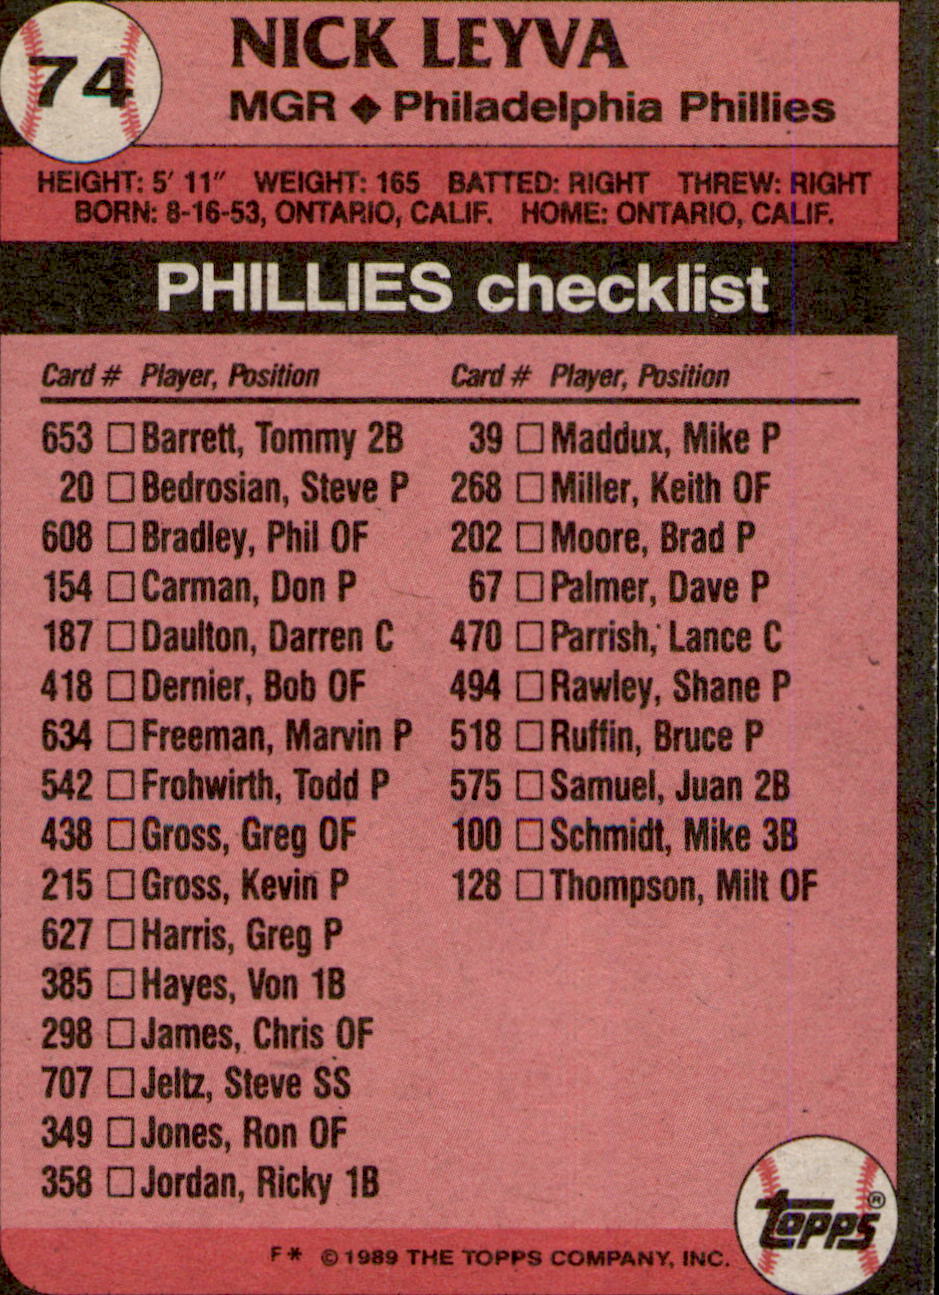 74
NICK LEYVA
MGR ◆ Philadelphia Phillies
HEIGHT: 5' 11" WEIGHT: 165 BATTED: RIGHT THREW: RIGHT
BORN: 8-16-53, ONTARIO, CALIF. HOME: ONTARIO, CALIF.
PHILLIES checklist
Card # Player, Position
653 □ Barrett, Tommy 2B
20 □ Bedrosian, Steve P
608 □ Bradley, Phil OF
154 □ Carman, Don P
187 □ Daulton, Darren C
418 □ Dernier, Bob OF
634 □ Freeman, Marvin P
542 □ Frohwirth, Todd P
438 □ Gross, Greg OF
215 □ Gross, Kevin P
627 □ Harris, Greg P
385 □ Hayes, Von 1B
298 □ James, Chris OF
707 □ Jeltz, Steve SS
349 □ Jones, Ron OF
358 □ Jordan, Ricky 1B
Card # Player, Position
39 □ Maddux, Mike P
268 □ Miller, Keith OF
202 □ Moore, Brad P
67 □ Palmer, Dave P
470 □ Parrish, Lance C
494 □ Rawley, Shane P
518 □ Ruffin, Bruce P
575 □ Samuel, Juan 2B
100 □ Schmidt, Mike 3B
128 □ Thompson, Milt OF
topps®
F* ©1989 THE TOPPS COMPANY, INC.